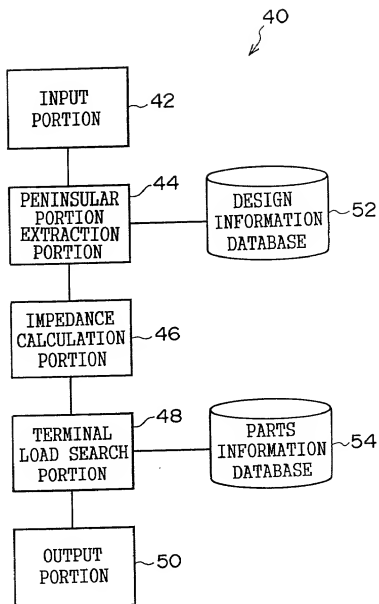 40
INPUT
PORTION
42
PENINSULAR
PORTION
EXTRACTION
PORTION
44
DESIGN
INFORMATION
DATABASE
52
IMPEDANCE
CALCULATION
PORTION
46
TERMINAL
LOAD SEARCH
PORTION
48
PARTS
INFORMATION
DATABASE
54
OUTPUT
PORTION
50